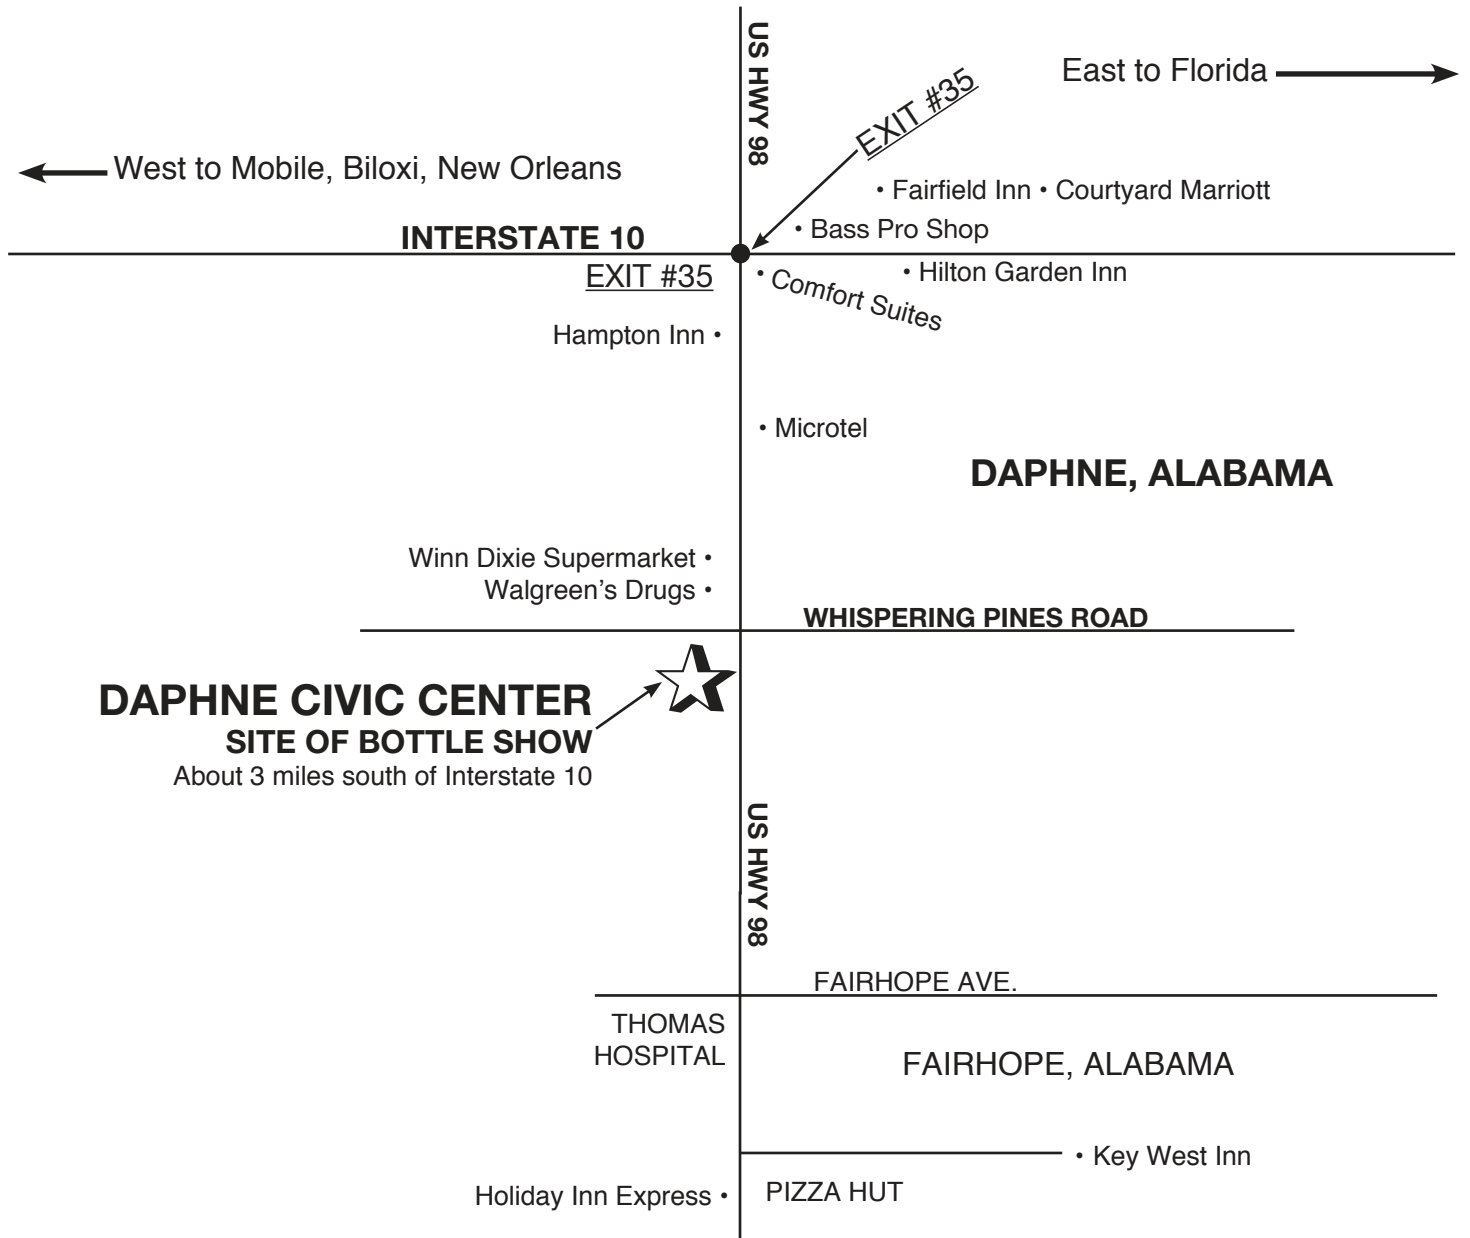 US HWY 98
East to Florida
EXIT #35
West to Mobile, Biloxi, New Orleans
• Fairfield Inn • Courtyard Marriott
• Bass Pro Shop
INTERSTATE 10
EXIT #35
• Comfort Suites
• Hilton Garden Inn
Hampton Inn •
• Microtel
DAPHNE, ALABAMA
Winn Dixie Supermarket •
Walgreen’s Drugs •
WHISPERING PINES ROAD
DAPHNE CIVIC CENTER
SITE OF BOTTLE SHOW
About 3 miles south of Interstate 10
US HWY 98
FAIRHOPE AVE.
THOMAS
HOSPITAL
FAIRHOPE, ALABAMA
• Key West Inn
Holiday Inn Express •
PIZZA HUT